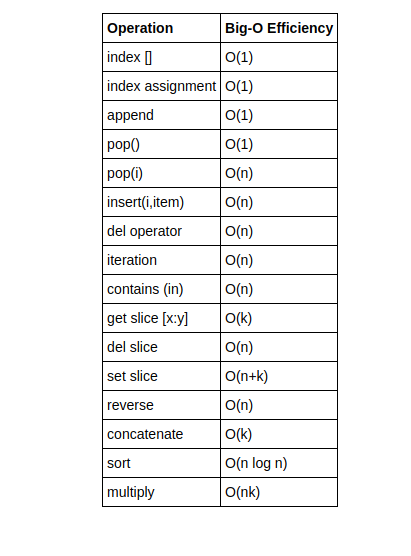 Operation Big-O Efficiency
index [] O(1)
index assignment O(1)
append O(1)
pop() O(1)
pop(i) O(n)
insert(i,item) O(n)
del operator O(n)
iteration O(n)
contains (in) O(n)
get slice [x:y] O(k)
del slice O(n)
set slice O(n+k)
reverse O(n)
concatenate O(k)
sort O(n log n)
multiply O(nk)